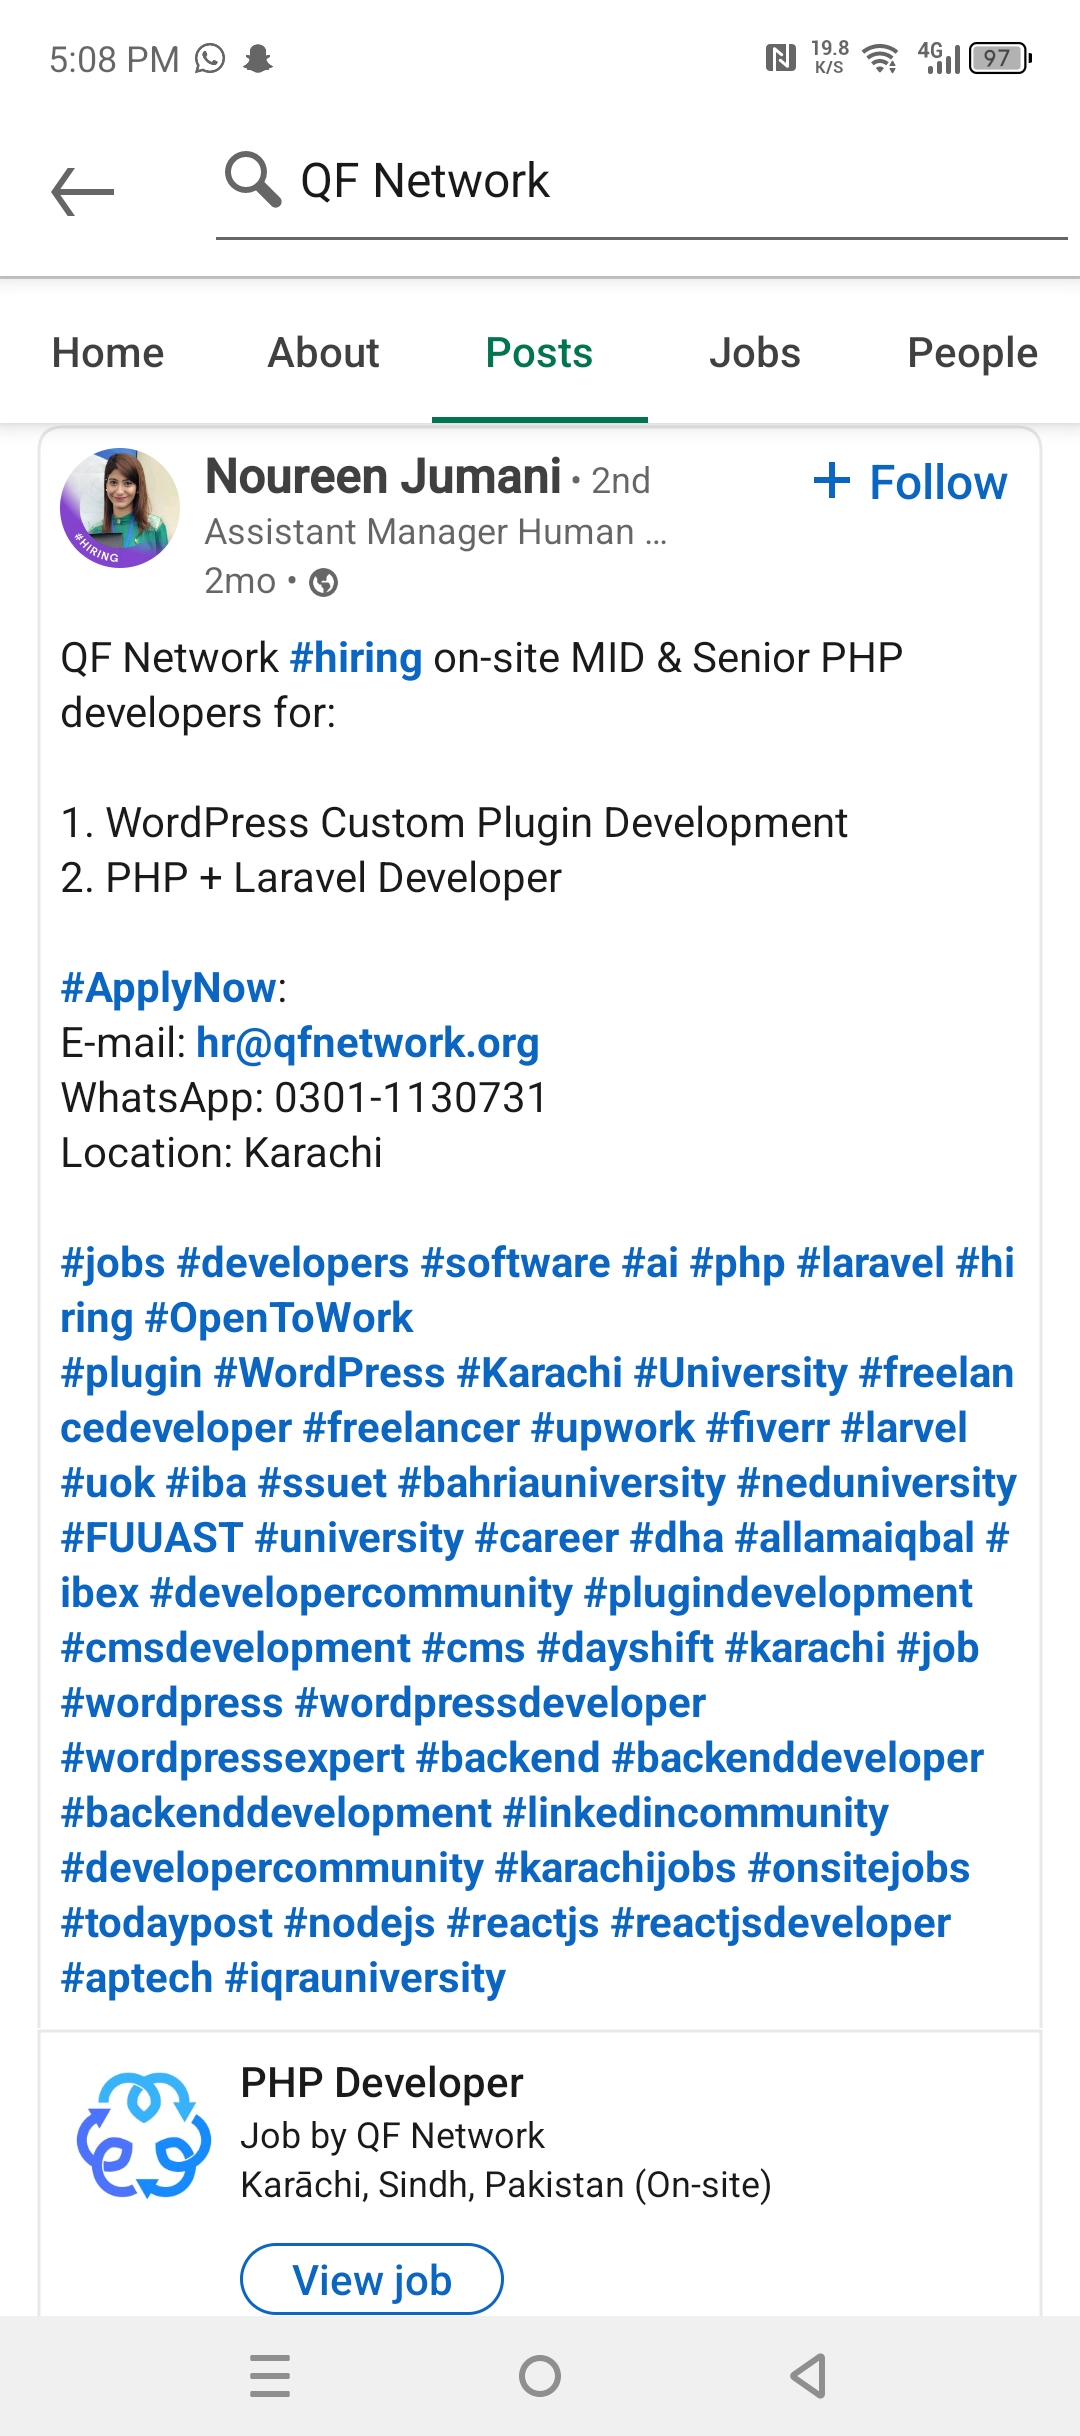 5:08 PM 19.8 K/S 4G 97
QF Network
Home About Posts Jobs People
Noureen Jumani • 2nd + Follow
Assistant Manager Human ...
2mo •
#HIRING
QF Network #hiring on-site MID & Senior PHP
developers for:
1. WordPress Custom Plugin Development
2. PHP + Laravel Developer
#ApplyNow:
E-mail: hr@qfnetwork.org
WhatsApp: 0301-1130731
Location: Karachi
#jobs #developers #software #ai #php #laravel #hi
ring #OpenToWork
#plugin #WordPress #Karachi #University #freelan
cedeveloper #freelancer #upwork #fiverr #larvel
#uok #iba #ssuet #bahriauniversity #neduniversity
#FUUAST #university #career #dha #allamaiqbal #
ibex #developercommunity #plugindevelopment
#cmsdevelopment #cms #dayshift #karachi #job
#wordpress #wordpressdeveloper
#wordpressexpert #backend #backenddeveloper
#backenddevelopment #linkedincommunity
#developercommunity #karachijobs #onsitejobs
#todaypost #nodejs #reactjs #reactjsdeveloper
#aptech #iqrauniversity
PHP Developer
Job by QF Network
Karāchi, Sindh, Pakistan (On-site)
View job